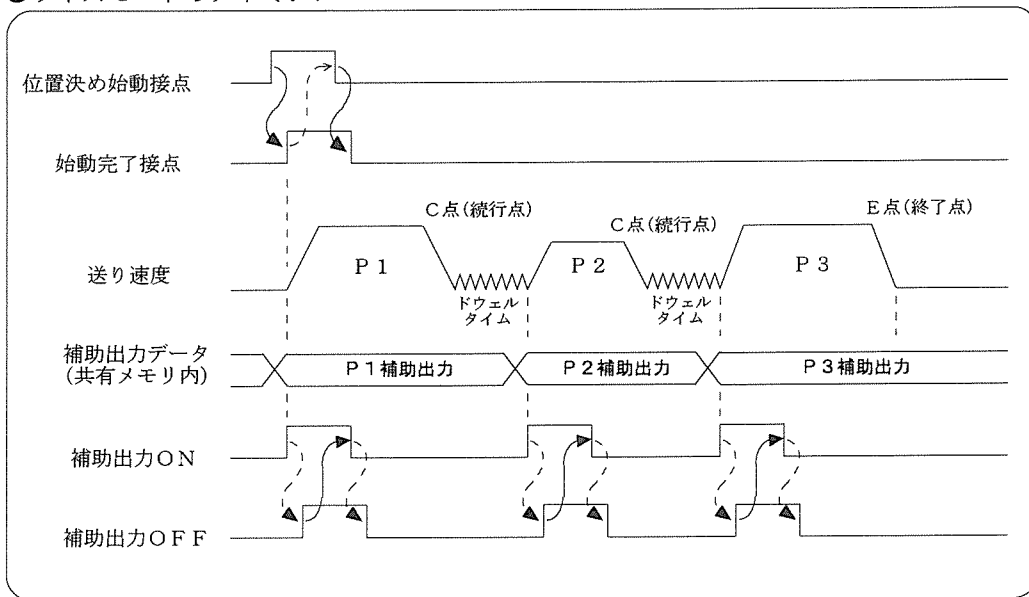 位置決め始動接点
始動完了接点
C点(続行点)
C点(続行点)
E点(終了点)
送り速度
P1
P2
P3
ドウェル
タイム
ドウェル
タイム
補助出力データ
(共有メモリ内)
P1補助出力
P2補助出力
P3補助出力
補助出力ON
補助出力OFF